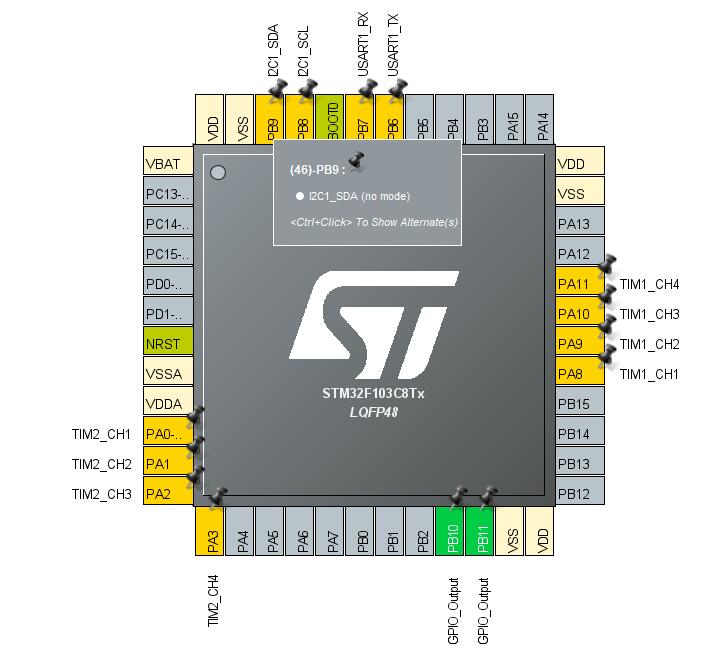 I2C1_SDA
I2C1_SCL
USART1_RX
USART1_TX
VDD
VSS
PB9
PB8
BOOT0
PB7
PB6
PB5
PB4
PB3
PA15
PA14
VBAT
PC13-..
PC14-..
PC15-..
PD0-..
PD1-..
NRST
VSSA
VDDA
TIM2_CH1 PA0-..
TIM2_CH2 PA1
TIM2_CH3 PA2
(46)-PB9 :
I2C1_SDA (no mode)
<Ctrl+Click> To Show Alternate(s)
ST
STM32F103C8Tx
LQFP48
VDD
VSS
PA13
PA12
PA11 TIM1_CH4
PA10 TIM1_CH3
PA9 TIM1_CH2
PA8 TIM1_CH1
PB15
PB14
PB13
PB12
PA3
PA4
PA5
PA6
PA7
PB0
PB1
PB2
PB10
PB11
VSS
VDD
TIM2_CH4
GPIO_Output
GPIO_Output